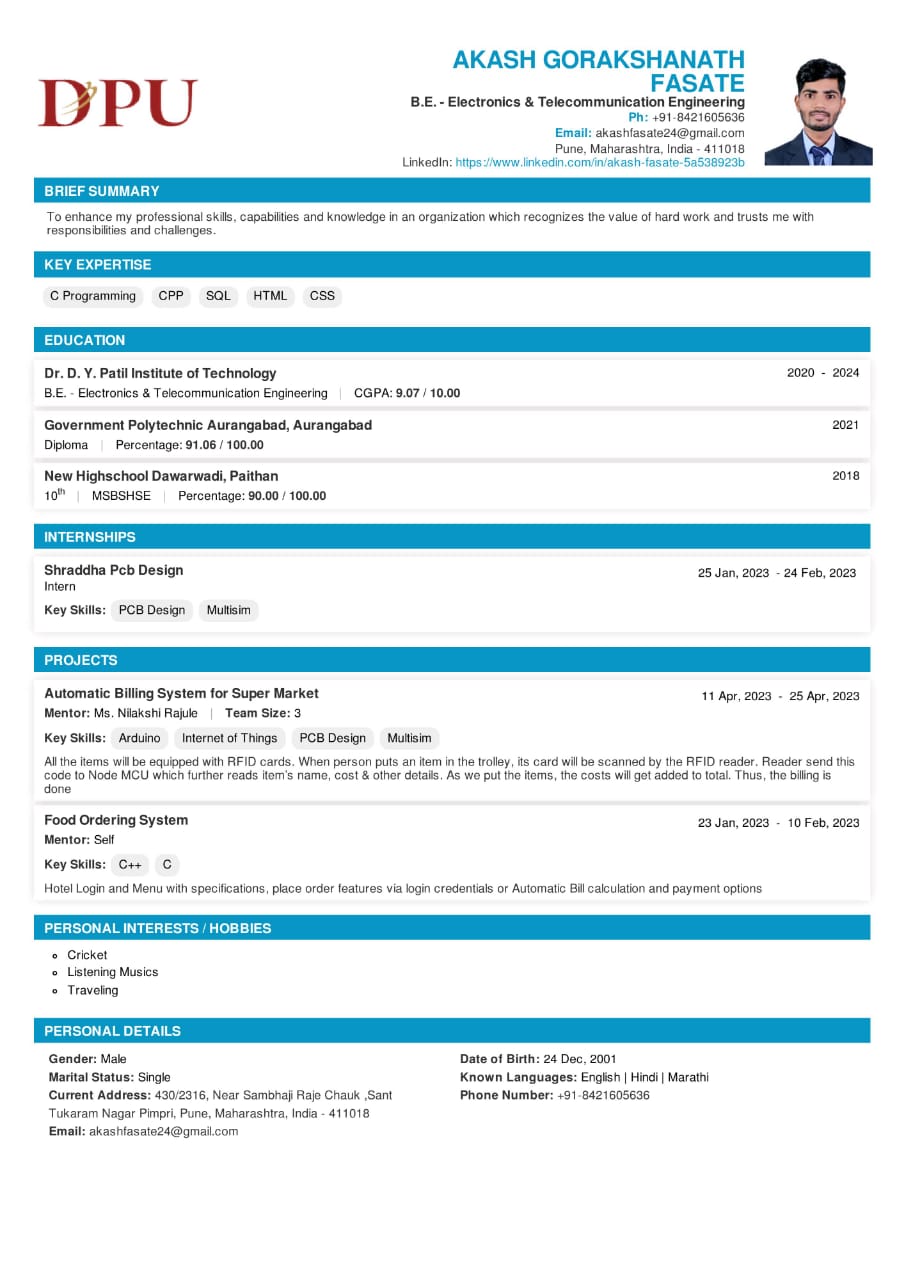 DPU
AKASH GORAKSHANATH
FASATE
B.E. - Electronics & Telecommunication Engineering
Ph: +91-8421605636
Email: akashfasate24@gmail.com
Pune, Maharashtra, India - 411018
LinkedIn: https://www.linkedin.com/in/akash-fasate-5a538923b
BRIEF SUMMARY
To enhance my professional skills, capabilities and knowledge in an organization which recognizes the value of hard work and trusts me with
responsibilities and challenges.
KEY EXPERTISE
C Programming CPP SQL HTML CSS
EDUCATION
Dr. D. Y. Patil Institute of Technology 2020 - 2024
B.E. - Electronics & Telecommunication Engineering | CGPA: 9.07 / 10.00
Government Polytechnic Aurangabad, Aurangabad 2021
Diploma | Percentage: 91.06 / 100.00
New Highschool Dawarwadi, Paithan 2018
10th | MSBSHSE | Percentage: 90.00 / 100.00
INTERNSHIPS
Shraddha Pcb Design 25 Jan, 2023 - 24 Feb, 2023
Intern
Key Skills: PCB Design Multisim
PROJECTS
Automatic Billing System for Super Market 11 Apr, 2023 - 25 Apr, 2023
Mentor: Ms. Nilakshi Rajule | Team Size: 3
Key Skills: Arduino Internet of Things PCB Design Multisim
All the items will be equipped with RFID cards. When person puts an item in the trolley, its card will be scanned by the RFID reader. Reader send this
code to Node MCU which further reads item's name, cost & other details. As we put the items, the costs will get added to total. Thus, the billing is
done
Food Ordering System 23 Jan, 2023 - 10 Feb, 2023
Mentor: Self
Key Skills: C++ C
Hotel Login and Menu with specifications, place order features via login credentials or Automatic Bill calculation and payment options
PERSONAL INTERESTS / HOBBIES
Cricket
Listening Musics
Traveling
PERSONAL DETAILS
Gender: Male Date of Birth: 24 Dec, 2001
Marital Status: Single Known Languages: English | Hindi | Marathi
Current Address: 430/2316, Near Sambhaji Raje Chauk ,Sant Phone Number: +91-8421605636
Tukaram Nagar Pimpri, Pune, Maharashtra, India - 411018
Email: akashfasate24@gmail.com